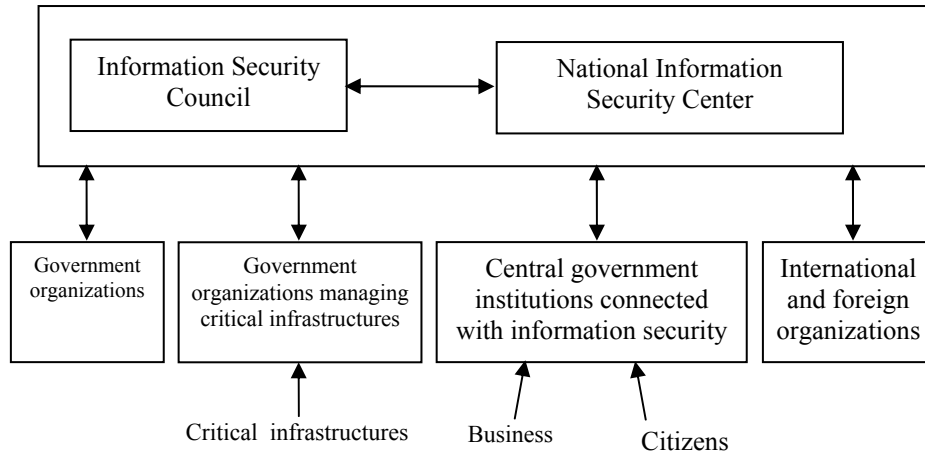 Information Security
Council
National Information
Security Center
Government
organizations
Government
organizations managing
critical infrastructures
Central government
institutions connected
with information security
International
and foreign
organizations
Critical infrastructures
Business
Citizens